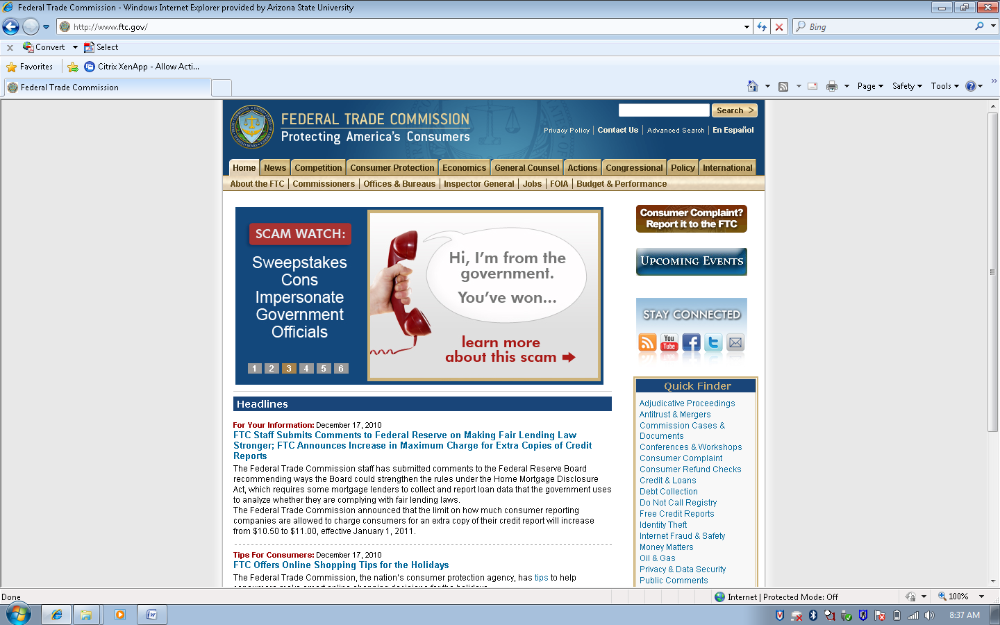 Federal Trade Commission - Windows Internet Explorer provided by Arizona State University
http://www.ftc.gov/
Bing
Convert Select
Favorites Citrix XenApp - Allow Acti...
Federal Trade Commission
Page Safety Tools
FEDERAL TRADE COMMISSION
Protecting America's Consumers
Search >
Privacy Policy | Contact Us | Advanced Search | En Español
Home News Competition Consumer Protection Economics General Counsel Actions Congressional Policy International
About the FTC | Commissioners | Offices & Bureaus | Inspector General | Jobs | FOIA | Budget & Performance
SCAM WATCH:
Sweepstakes
Cons
Impersonate
Government
Officials
1 2 3 4 5 6
Hi, I'm from the
government.
You've won...
learn more
about this scam
Consumer Complaint?
Report it to the FTC
UPCOMING EVENTS
STAY CONNECTED
You
Tube
Headlines
For Your Information: December 17, 2010
FTC Staff Submits Comments to Federal Reserve on Making Fair Lending Law
Stronger; FTC Announces Increase in Maximum Charge for Extra Copies of Credit
Reports
The Federal Trade Commission staff has submitted comments to the Federal Reserve Board
recommending ways the Board could strengthen the rules under the Home Mortgage Disclosure
Act, which requires some mortgage lenders to collect and report loan data that the government uses
to analyze whether they are complying with fair lending laws.
The Federal Trade Commission announced that the limit on how much consumer reporting
companies are allowed to charge consumers for an extra copy of their credit report will increase
from $10.50 to $11.00, effective January 1, 2011.
Tips For Consumers: December 17, 2010
FTC Offers Online Shopping Tips for the Holidays
The Federal Trade Commission, the nation's consumer protection agency, has tips to help
Quick Finder
Adjudicative Proceedings
Antitrust & Mergers
Commission Cases &
Documents
Conferences & Workshops
Consumer Complaint
Consumer Refund Checks
Credit & Loans
Debt Collection
Do Not Call Registry
Free Credit Reports
Identity Theft
Internet Fraud & Safety
Money Matters
Oil & Gas
Privacy & Data Security
Public Comments
Done
Internet | Protected Mode: Off
100%
8:37 AM